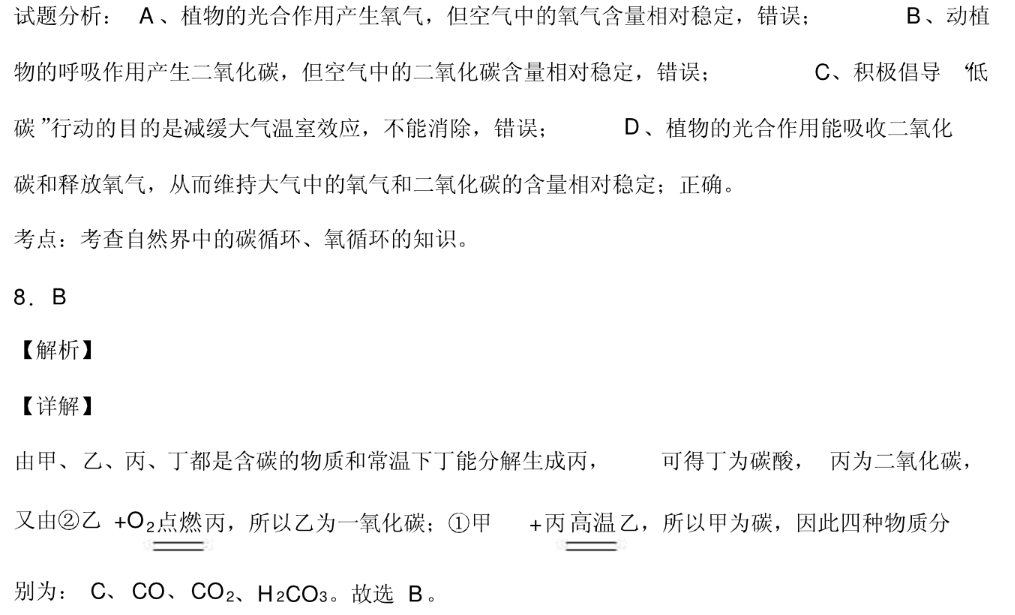 试题分析： A、植物的光合作用产生氧气，但空气中的氧气含量相对稳定，错误； B、动植
物的呼吸作用产生二氧化碳，但空气中的二氧化碳含量相对稳定，错误； C、积极倡导 “低
碳”行动的目的是减缓大气温室效应，不能消除，错误； D、植物的光合作用能吸收二氧化
碳和释放氧气，从而维持大气中的氧气和二氧化碳的含量相对稳定；正确。
考点：考查自然界中的碳循环、氧循环的知识。
8． B
【解析】
【详解】
由甲、乙、丙、丁都是含碳的物质和常温下丁能分解生成丙， 可得丁为碳酸， 丙为二氧化碳，
又由②乙 +O₂点燃丙，所以乙为一氧化碳；①甲 +丙高温乙，所以甲为碳，因此四种物质分
别为： C、 CO、 CO₂、H₂CO₃。故选 B。